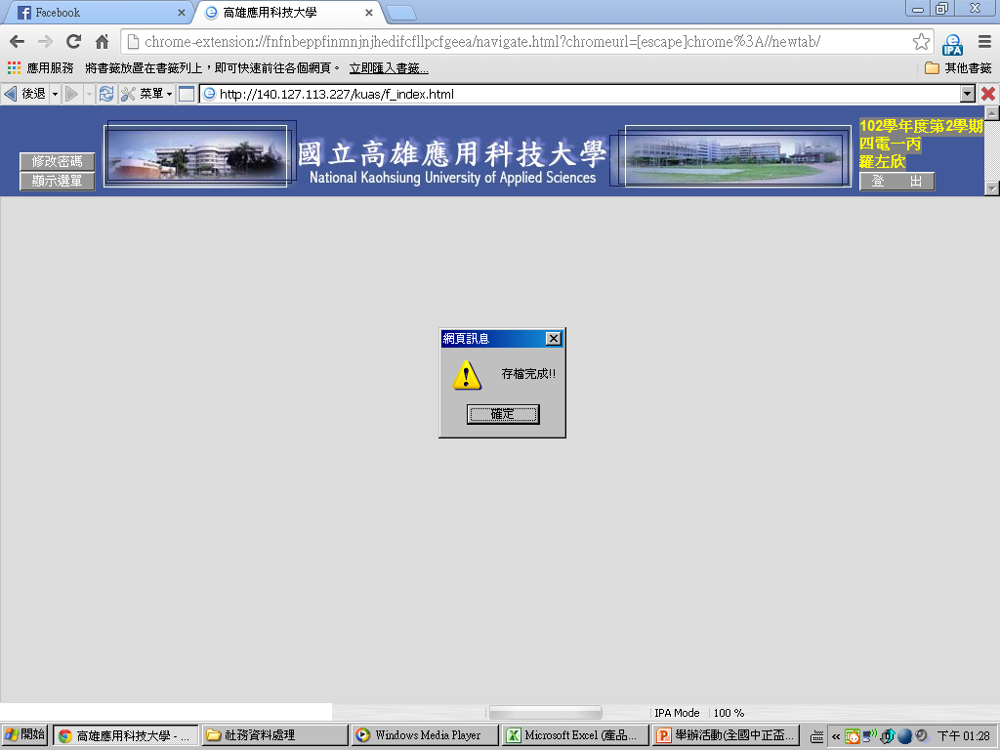 Facebook
高雄應用科技大學
chrome-extension://fnfnbeppfinmnjnjhedifcfllpcfgeea/navigate.html?chromeurl=[escape]chrome%3A//newtab/
IPA
應用服務 將書籤放置在書籤列上，即可快速前往各個網頁。 立即匯入書籤... 其他書籤
後退 菜單 http://140.127.113.227/kuas/f_index.html
修改密碼
顯示選單
國立高雄應用科技大學
National Kaohsiung University of Applied Sciences
102學年度第2學期
四電一丙
羅左欣
登 出
網頁訊息
存檔完成!!
確定
IPA Mode 100 %
開始 高雄應用科技大學 - ... 社務資料處理 Windows Media Player Microsoft Excel (產品... 舉辦活動(全國中正盃... « 下午 01:28